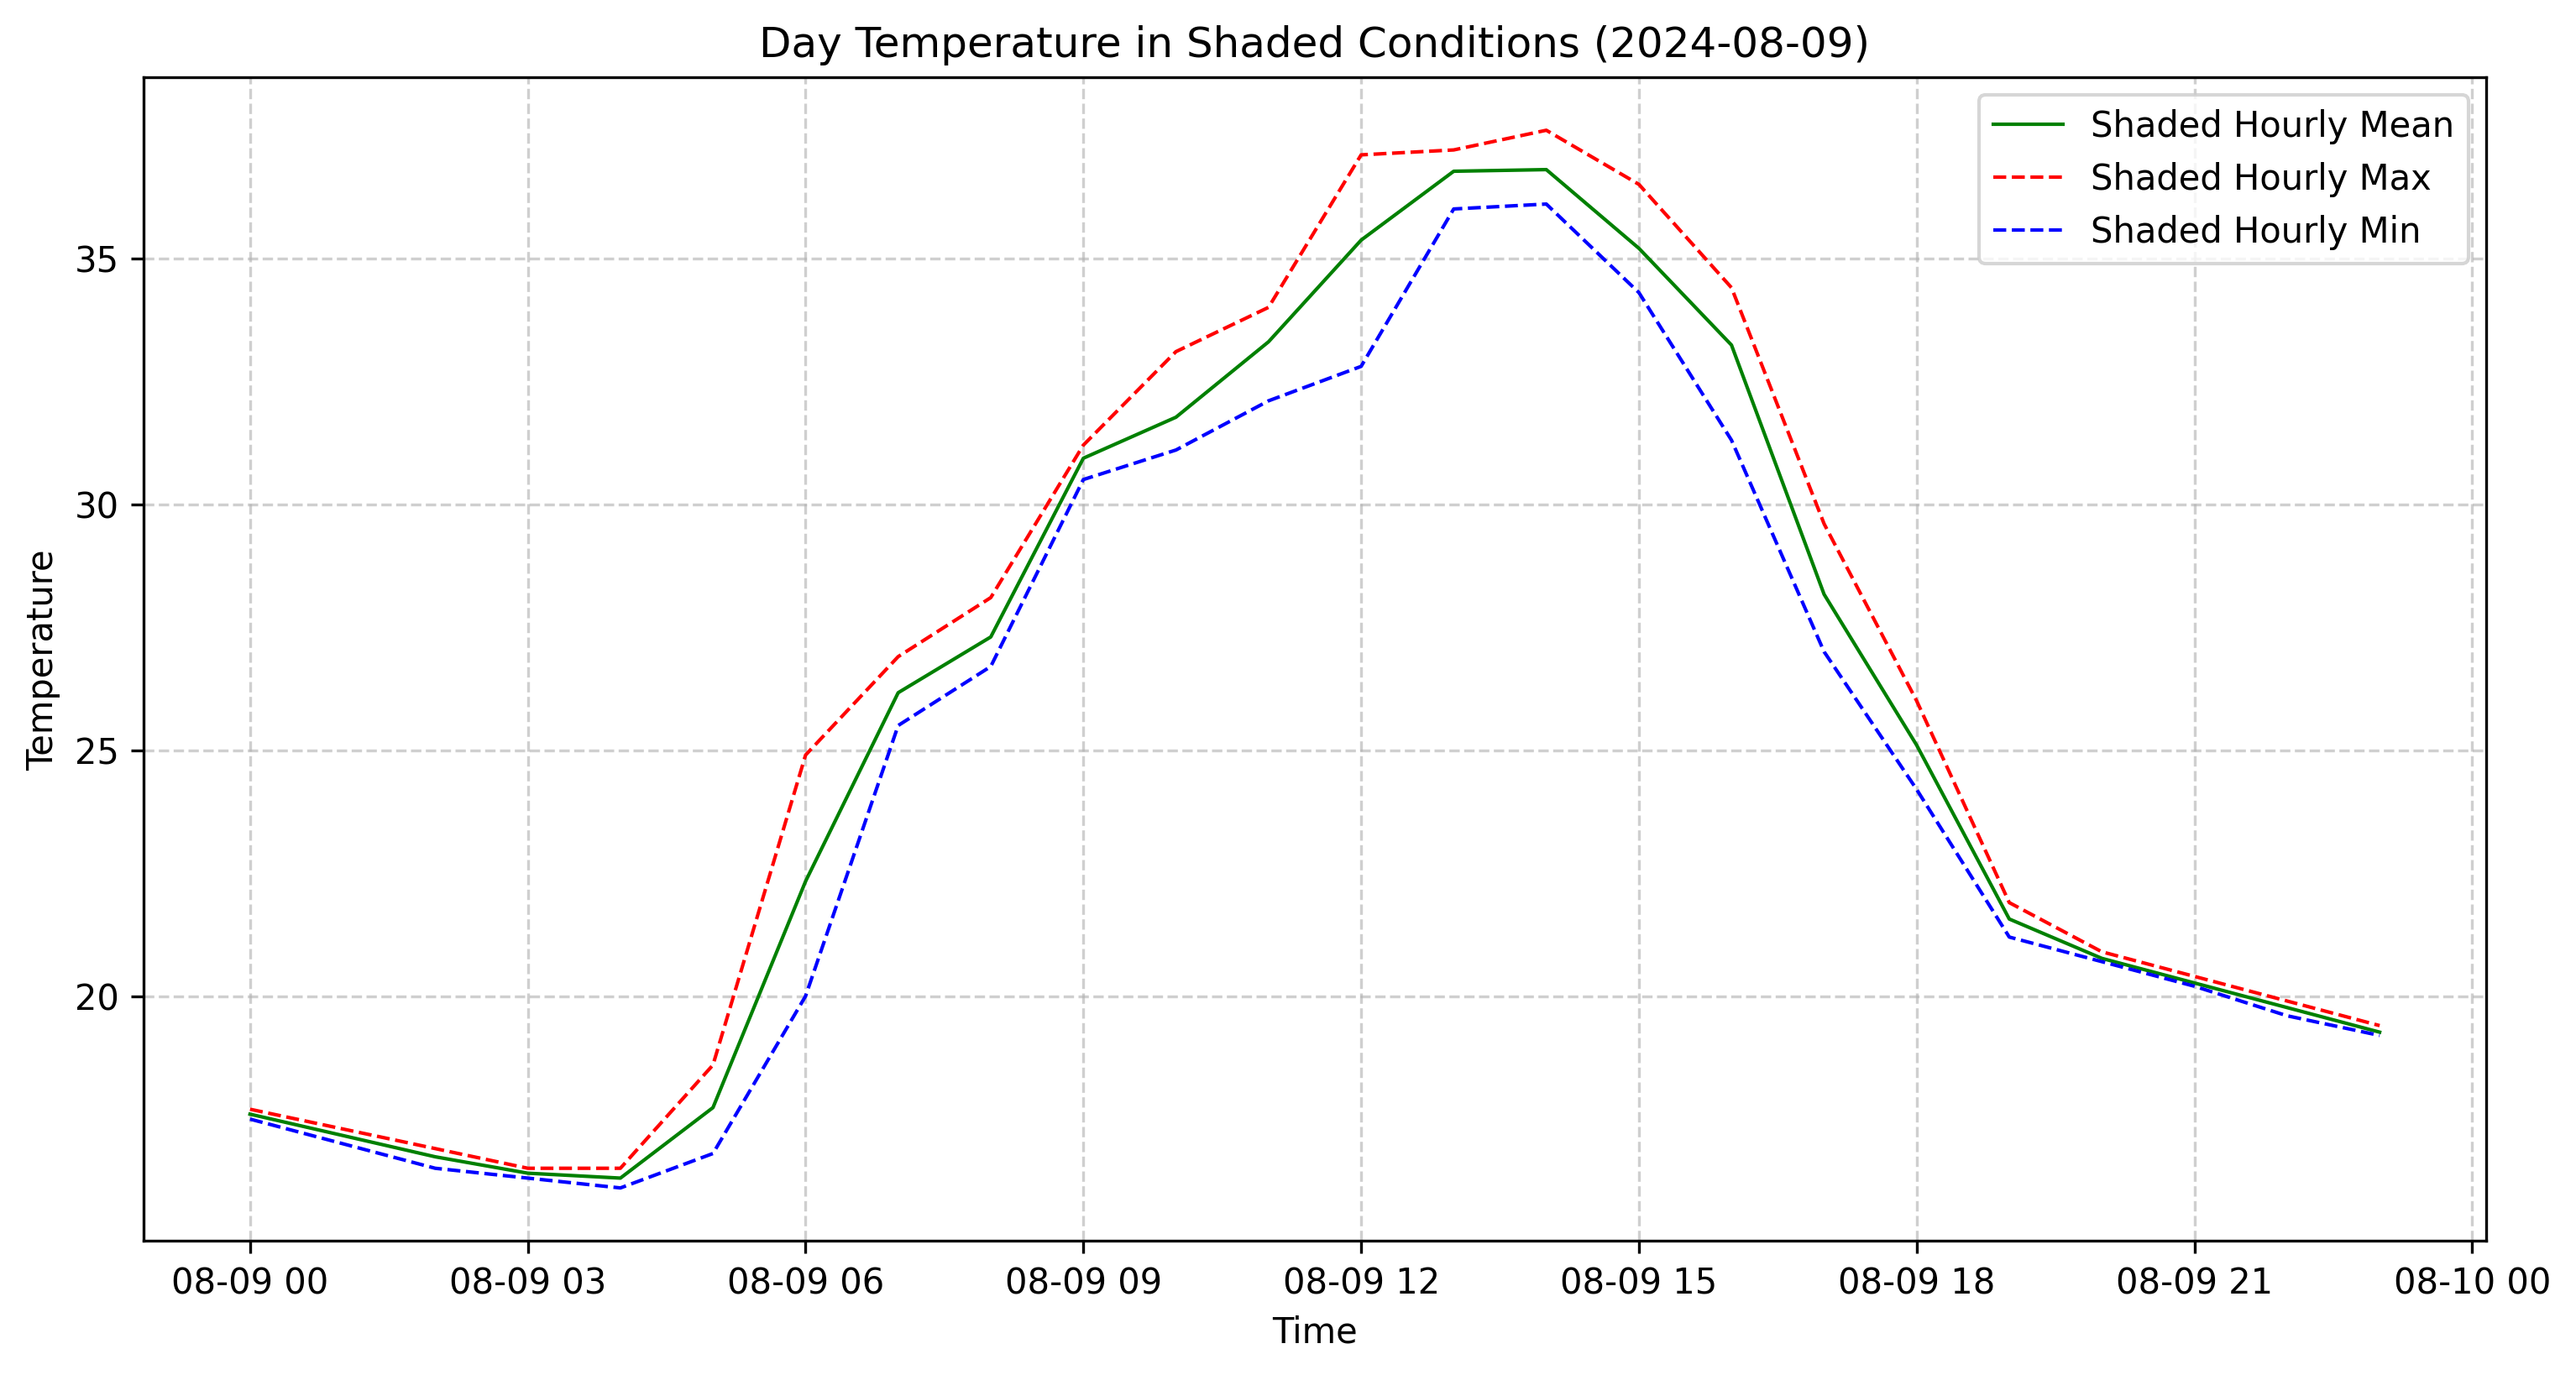 Day Temperature in Shaded Conditions (2024-08-09)
Shaded Hourly Mean
Shaded Hourly Max
Shaded Hourly Min
35
30
25
20
Temperature
08-09 00
08-09 03
08-09 06
08-09 09
08-09 12
08-09 15
08-09 18
08-09 21
08-10 00
Time